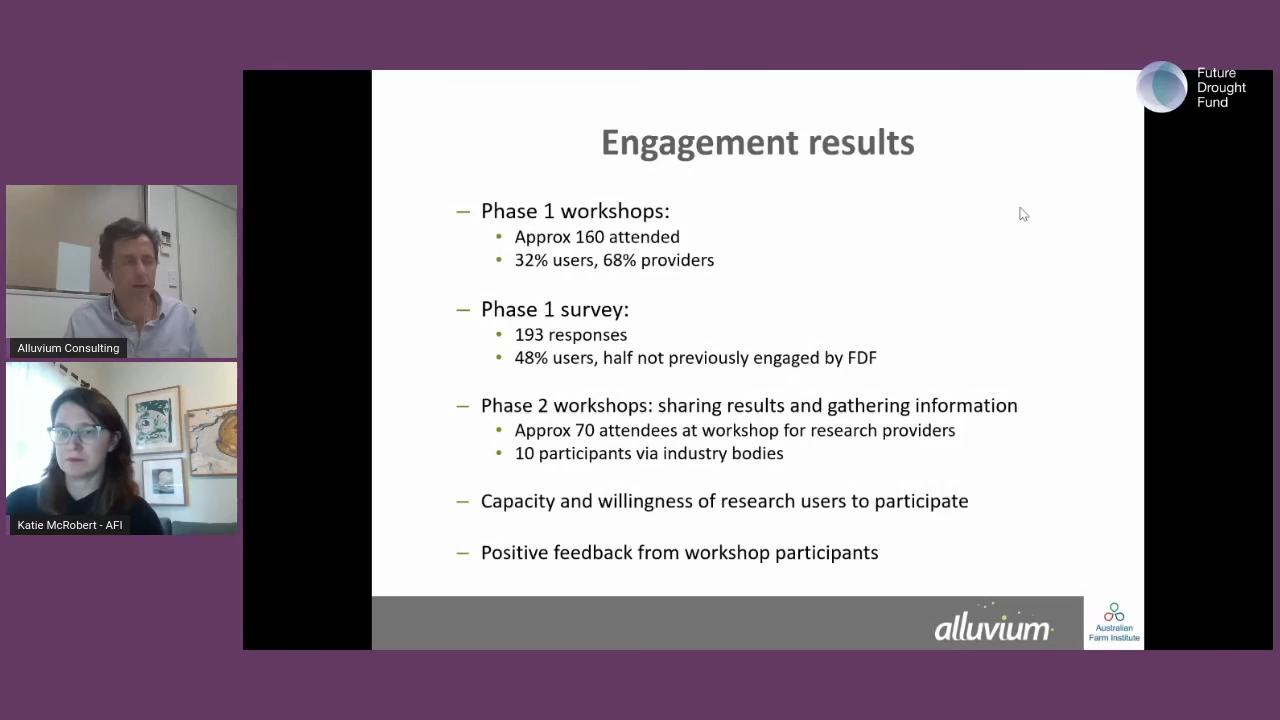 Future
Drought
Fund
Engagement results
– Phase 1 workshops:
• Approx 160 attended
• 32% users, 68% providers
– Phase 1 survey:
• 193 responses
• 48% users, half not previously engaged by FDF
– Phase 2 workshops: sharing results and gathering information
• Approx 70 attendees at workshop for research providers
• 10 participants via industry bodies
– Capacity and willingness of research users to participate
– Positive feedback from workshop participants
Alluvium Consulting
Katie McRobert - AFI
alluvium
Australian
Farm Institute